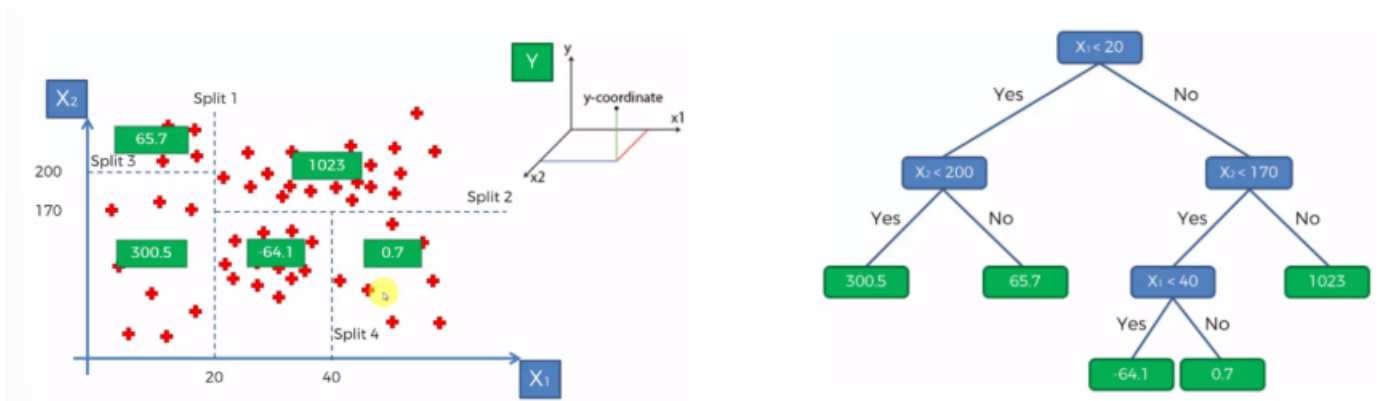 X₂
Split 1
65.7
Split 3
200
1023
170
Split 2
300.5
-64.1
0.7
Split 4
20
40
X₁
Y
y
y-coordinate
x1
x2
X₁ < 20
Yes
No
X₂ < 200
X₂ < 170
Yes
No
Yes
No
300.5
65.7
X₁ < 40
1023
Yes
No
-64.1
0.7